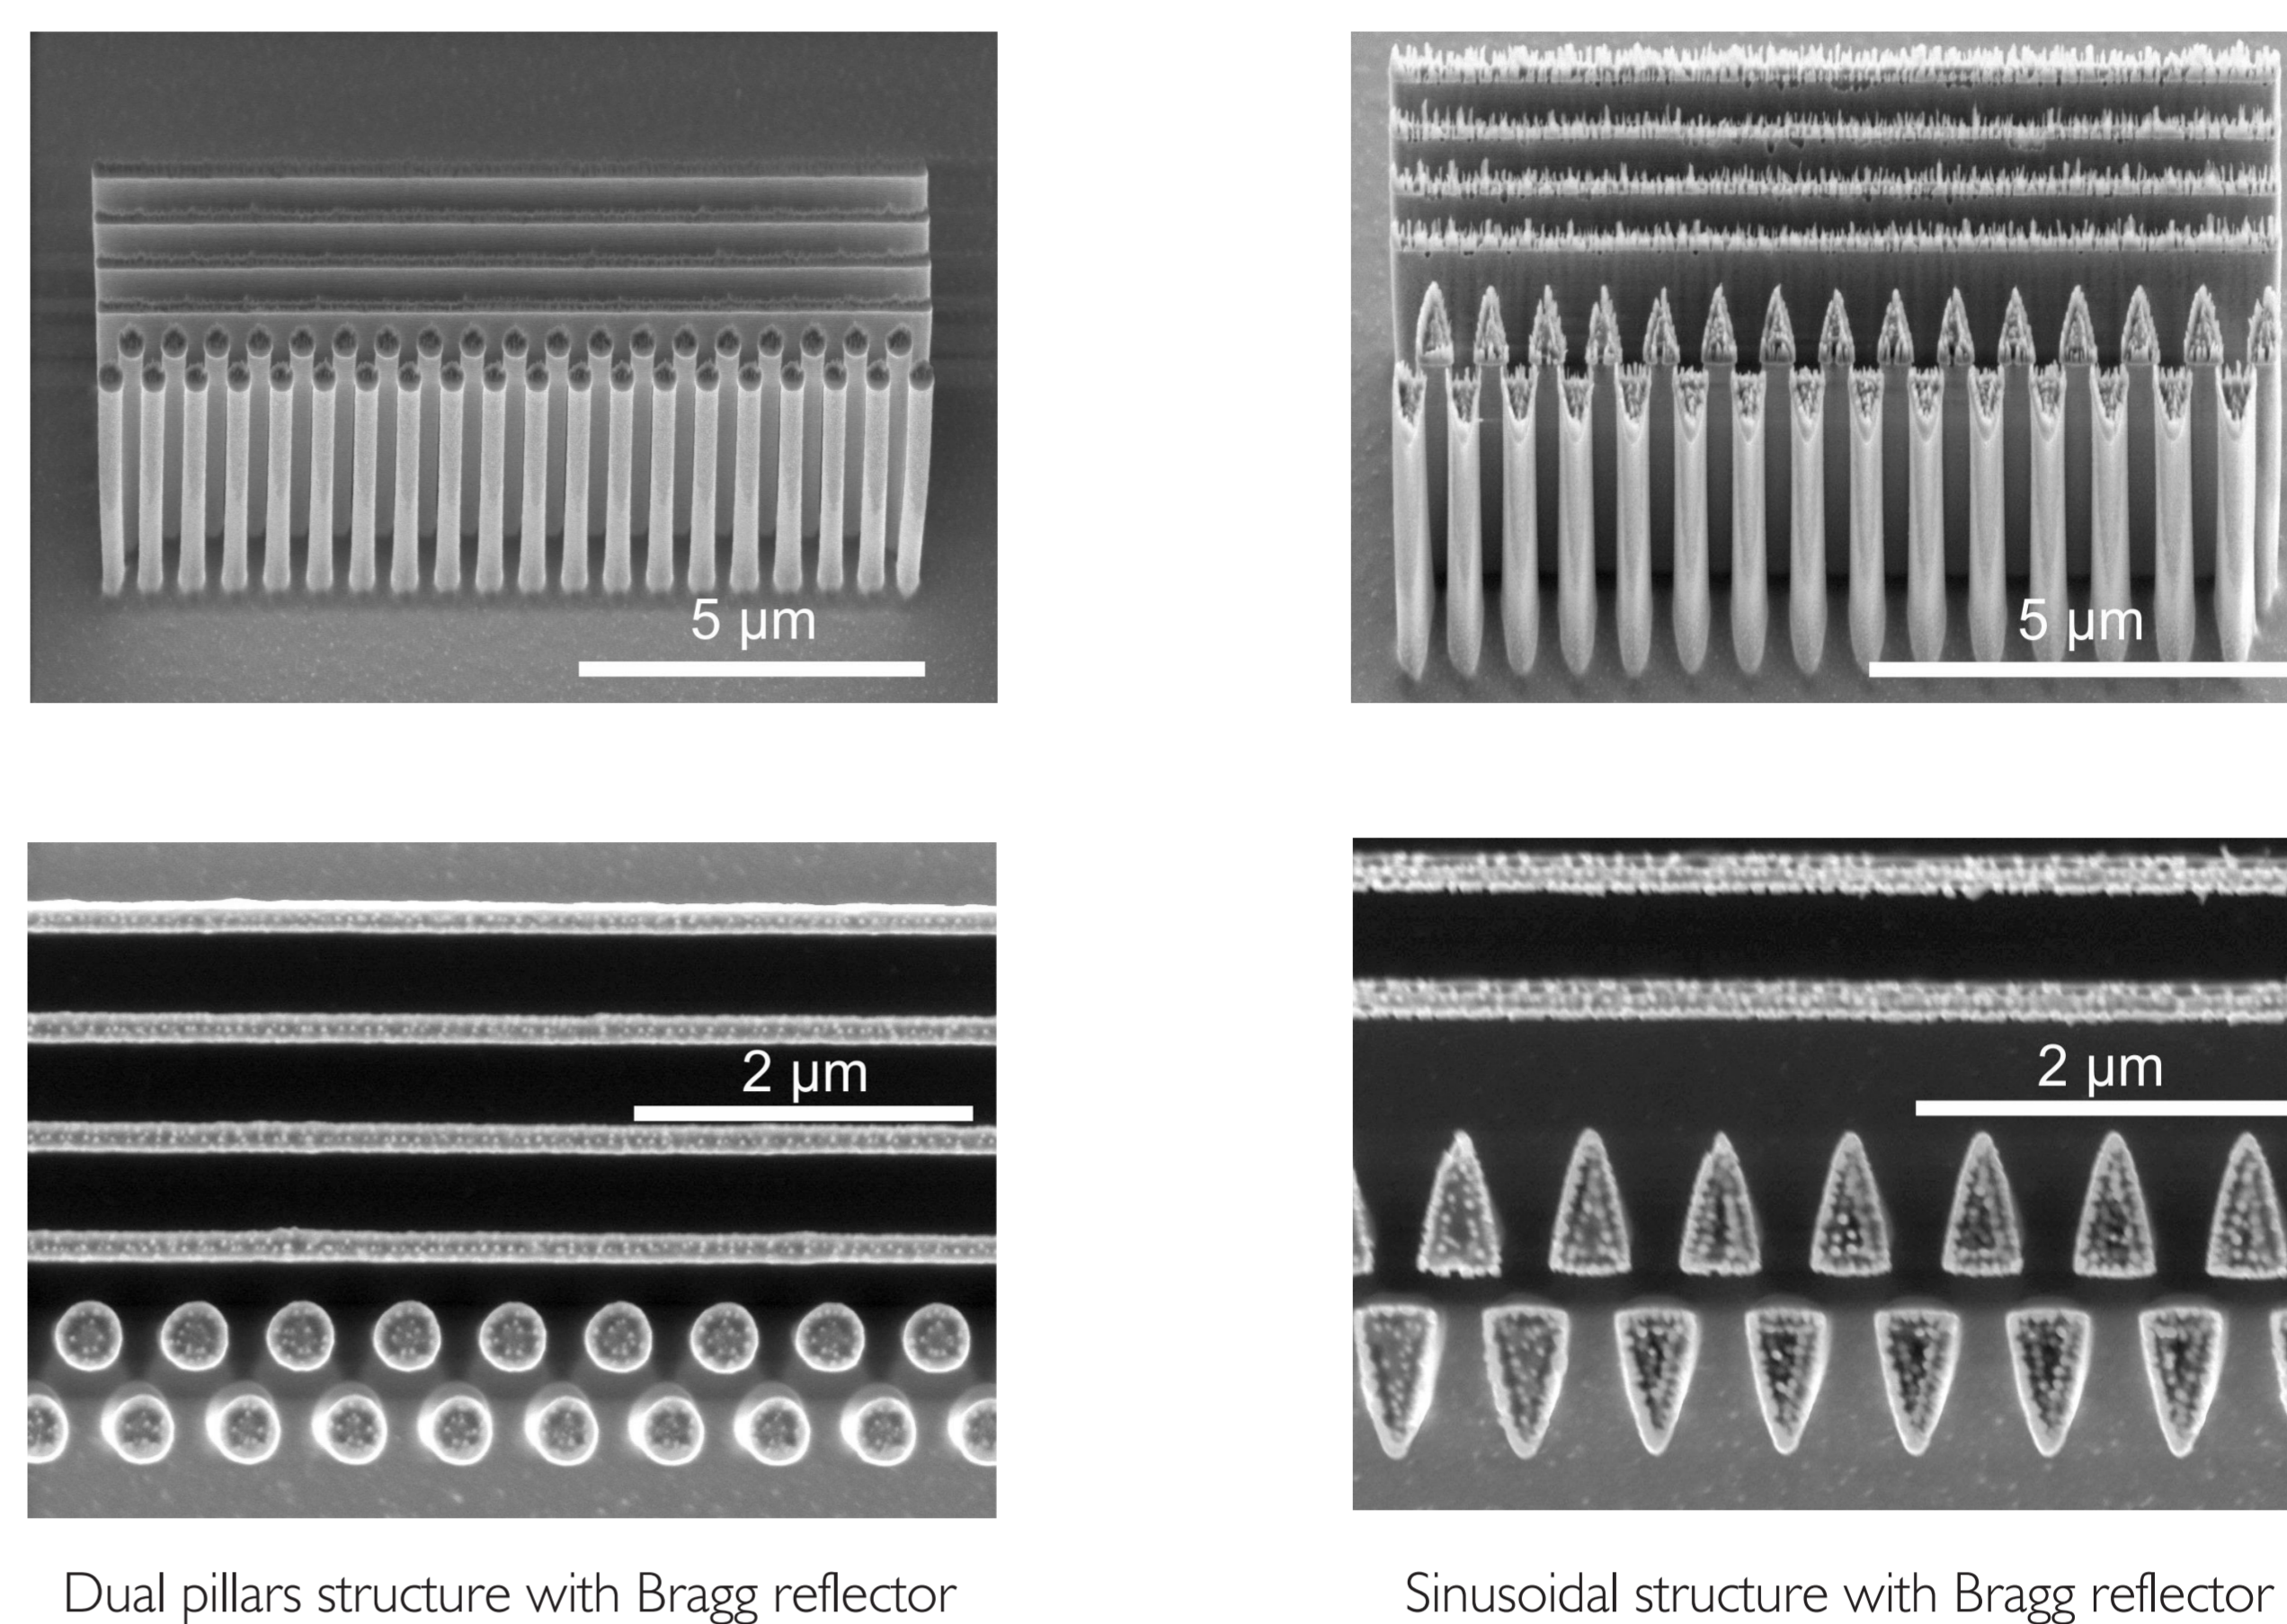 5 µm
5 µm
2 µm
2 µm
Dual pillars structure with Bragg reflector
Sinusoidal structure with Bragg reflector